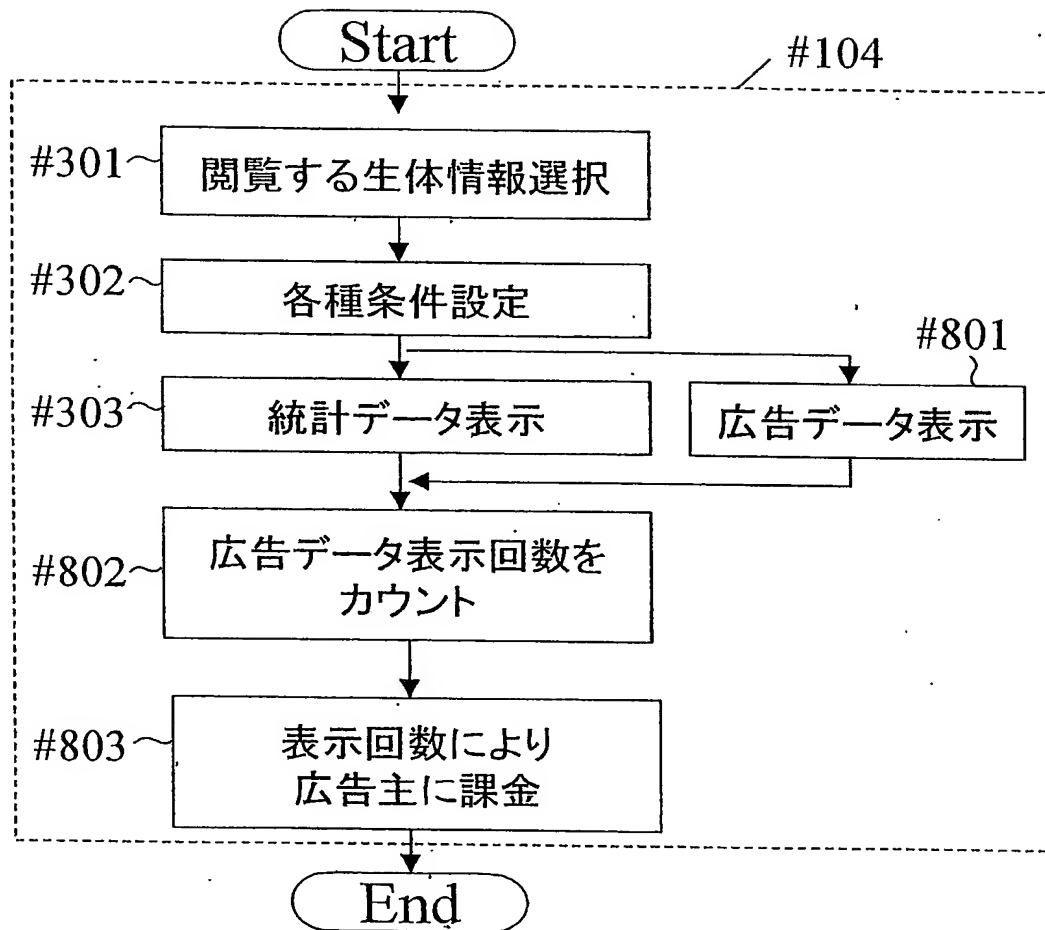 Start
#104
#301
閲覧する生体情報選択
#302
各種条件設定
#801
#303
統計データ表示
広告データ表示
#802
広告データ表示回数を
カウント
#803
表示回数により
広告主に課金
End